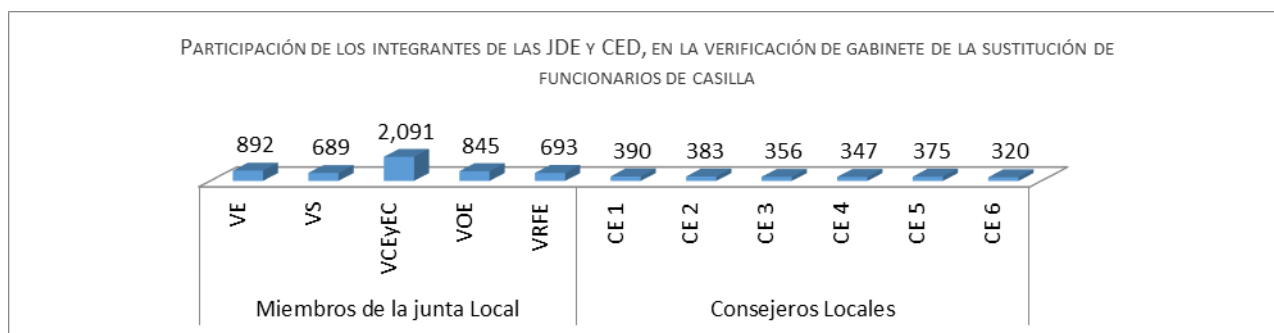 PARTICIPACIÓN DE LOS INTEGRANTES DE LAS JDE Y CED, EN LA VERIFICACIÓN DE GABINETE DE LA SUSTITUCIÓN DE
FUNCIONARIOS DE CASILLA
892 689 2,091 845 693 390 383 356 347 375 320
VE VS VCEyEC VOE VRFE CE 1 CE 2 CE 3 CE 4 CE 5 CE 6
Miembros de la junta Local Consejeros Locales